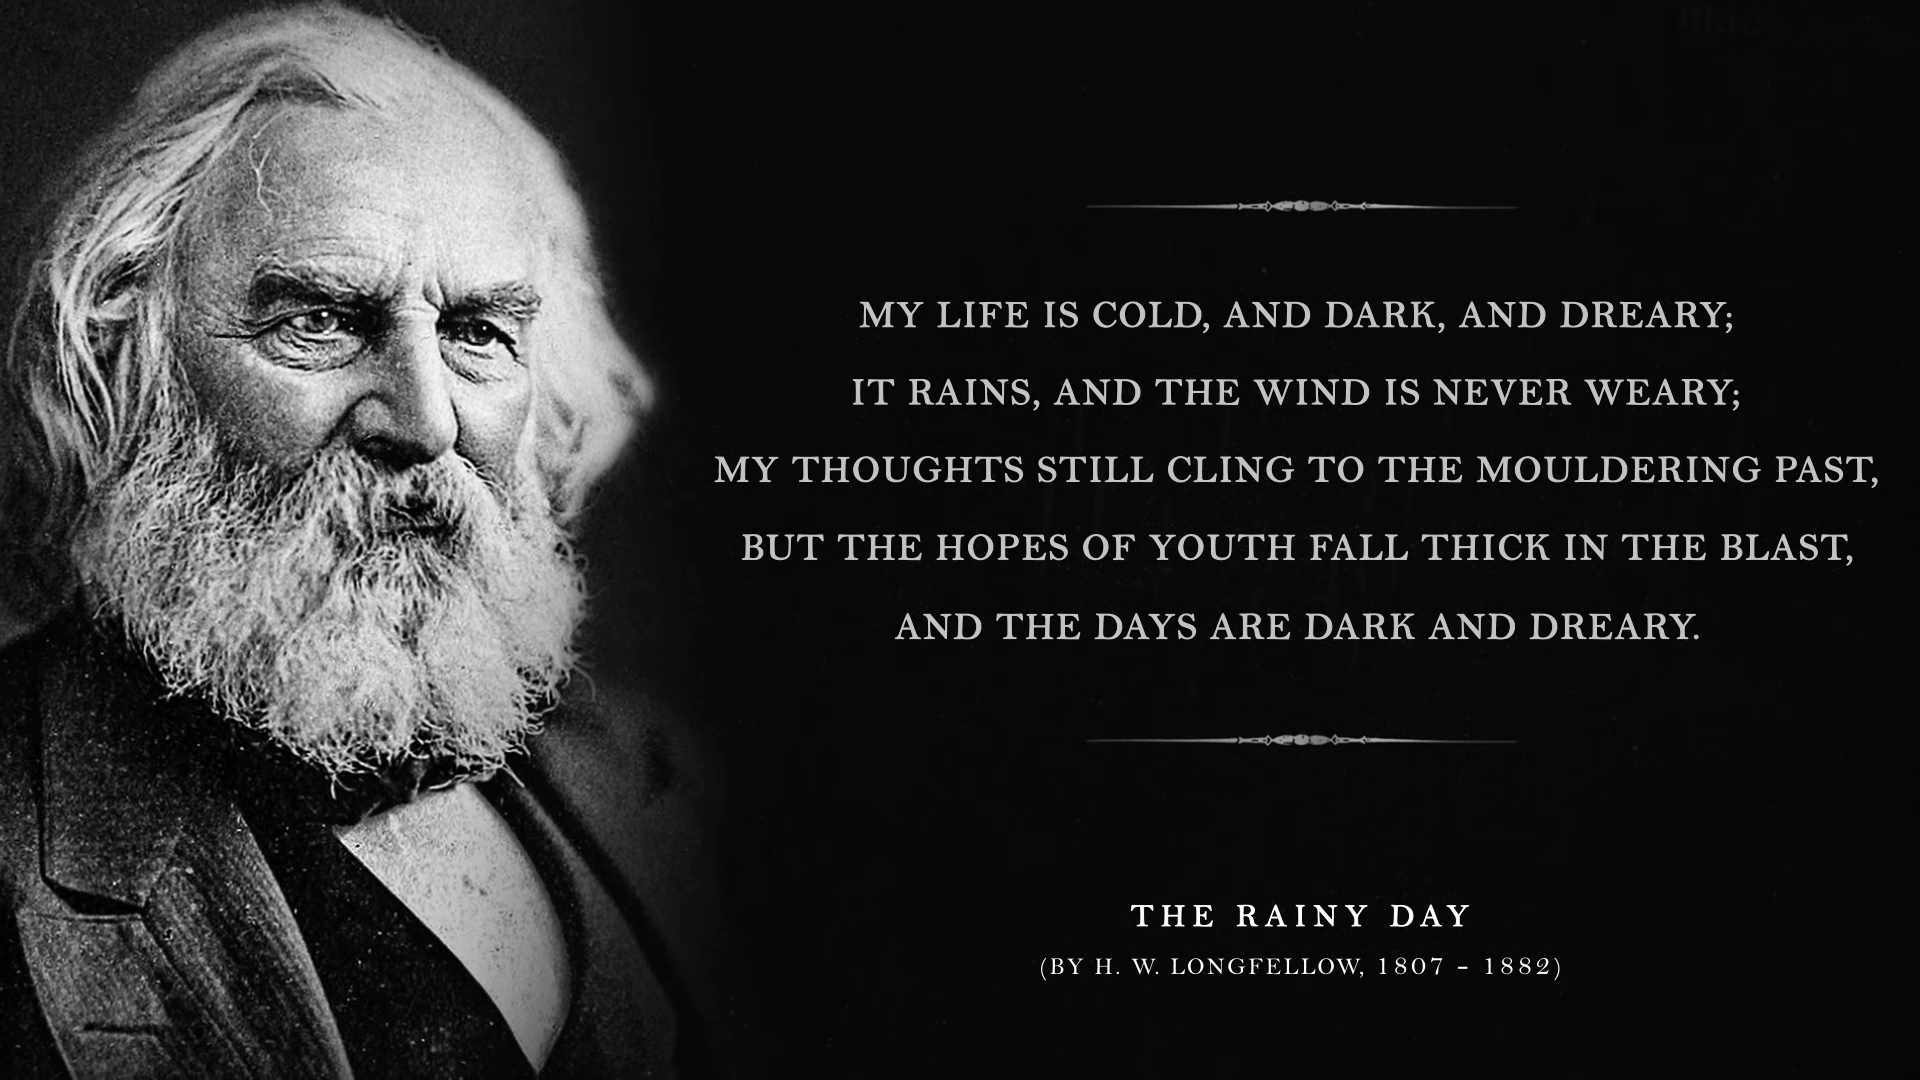 MY LIFE IS COLD, AND DARK, AND DREARY;
IT RAINS, AND THE WIND IS NEVER WEARY;
MY THOUGHTS STILL CLING TO THE MOULDERING PAST,
BUT THE HOPES OF YOUTH FALL THICK IN THE BLAST,
AND THE DAYS ARE DARK AND DREARY.
THE RAINY DAY
(BY H. W. LONGFELLOW, 1807 - 1882)